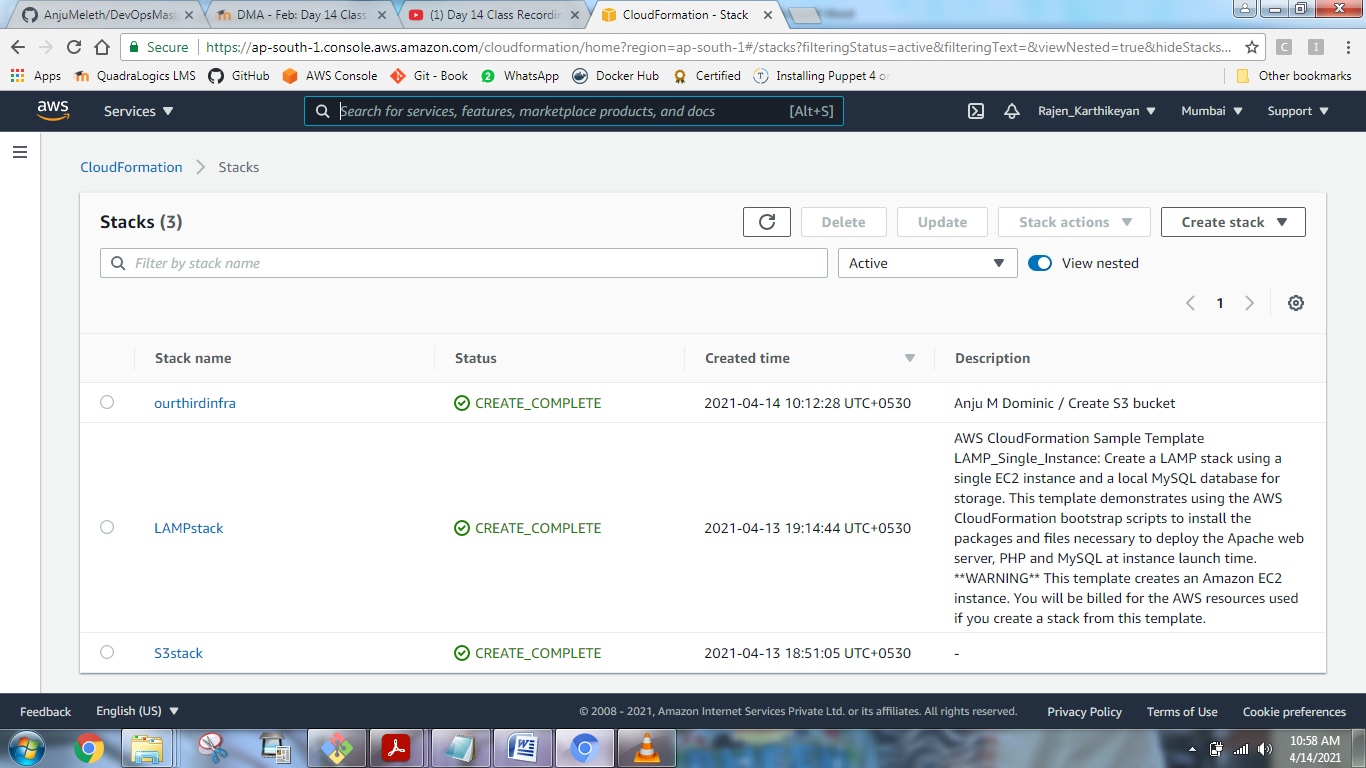 AnjuMeleth/DevOpsMas
DMA - Feb: Day 14 Class
(1) Day 14 Class Recordin
CloudFormation - Stack
Secure
https://ap-south-1.console.aws.amazon.com/cloudformation/home?region=ap-south-1#/stacks?filteringStatus=active&filteringText=&viewNested=true&hideStacks...
Apps
QuadraLogics LMS
GitHub
AWS Console
Git - Book
2 WhatsApp
Docker Hub
Certified
Installing Puppet 4 o
Other bookmarks
aws
Services
Search for services, features, marketplace products, and docs
[Alt+S]
Rajen_Karthikeyan
Mumbai
Support
CloudFormation
Stacks
Stacks (3)
Delete
Update
Stack actions
Create stack
Filter by stack name
Active
View nested
1
Stack name
Status
Created time
Description
ourthirdinfra
CREATE_COMPLETE
2021-04-14 10:12:28 UTC+0530
Anju M Dominic / Create S3 bucket
LAMPstack
CREATE_COMPLETE
2021-04-13 19:14:44 UTC+0530
AWS CloudFormation Sample Template
LAMP_Single_Instance: Create a LAMP stack using a
single EC2 instance and a local MySQL database for
storage. This template demonstrates using the AWS
CloudFormation bootstrap scripts to install the
packages and files necessary to deploy the Apache web
server, PHP and MySQL at instance launch time.
**WARNING** This template creates an Amazon EC2
instance. You will be billed for the AWS resources used
if you create a stack from this template.
S3stack
CREATE_COMPLETE
2021-04-13 18:51:05 UTC+0530
-
Feedback
English (US)
© 2008 - 2021, Amazon Internet Services Private Ltd. or its affiliates. All rights reserved.
Privacy Policy
Terms of Use
Cookie preferences
10:58 AM
4/14/2021